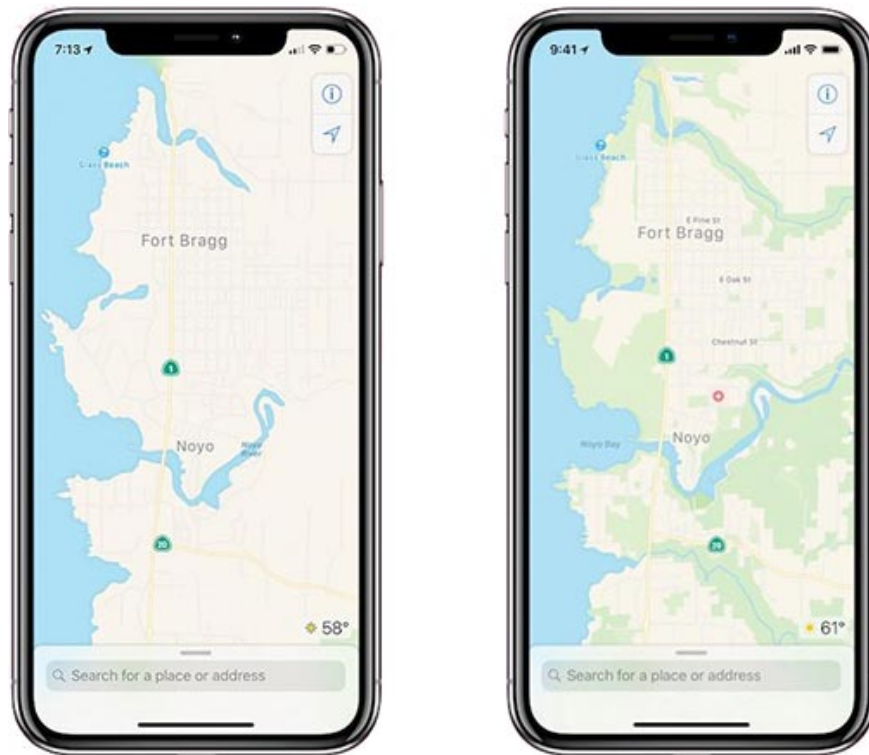 7:13
Glass Beach
Fort Bragg
1
Noyo
Noyo
River
20
58°
Search for a place or address
9:41
Glass Beach
E Pine St
Fort Bragg
E Oak St
Chestnut St
1
Noyo Bay
Noyo
20
61°
Search for a place or address